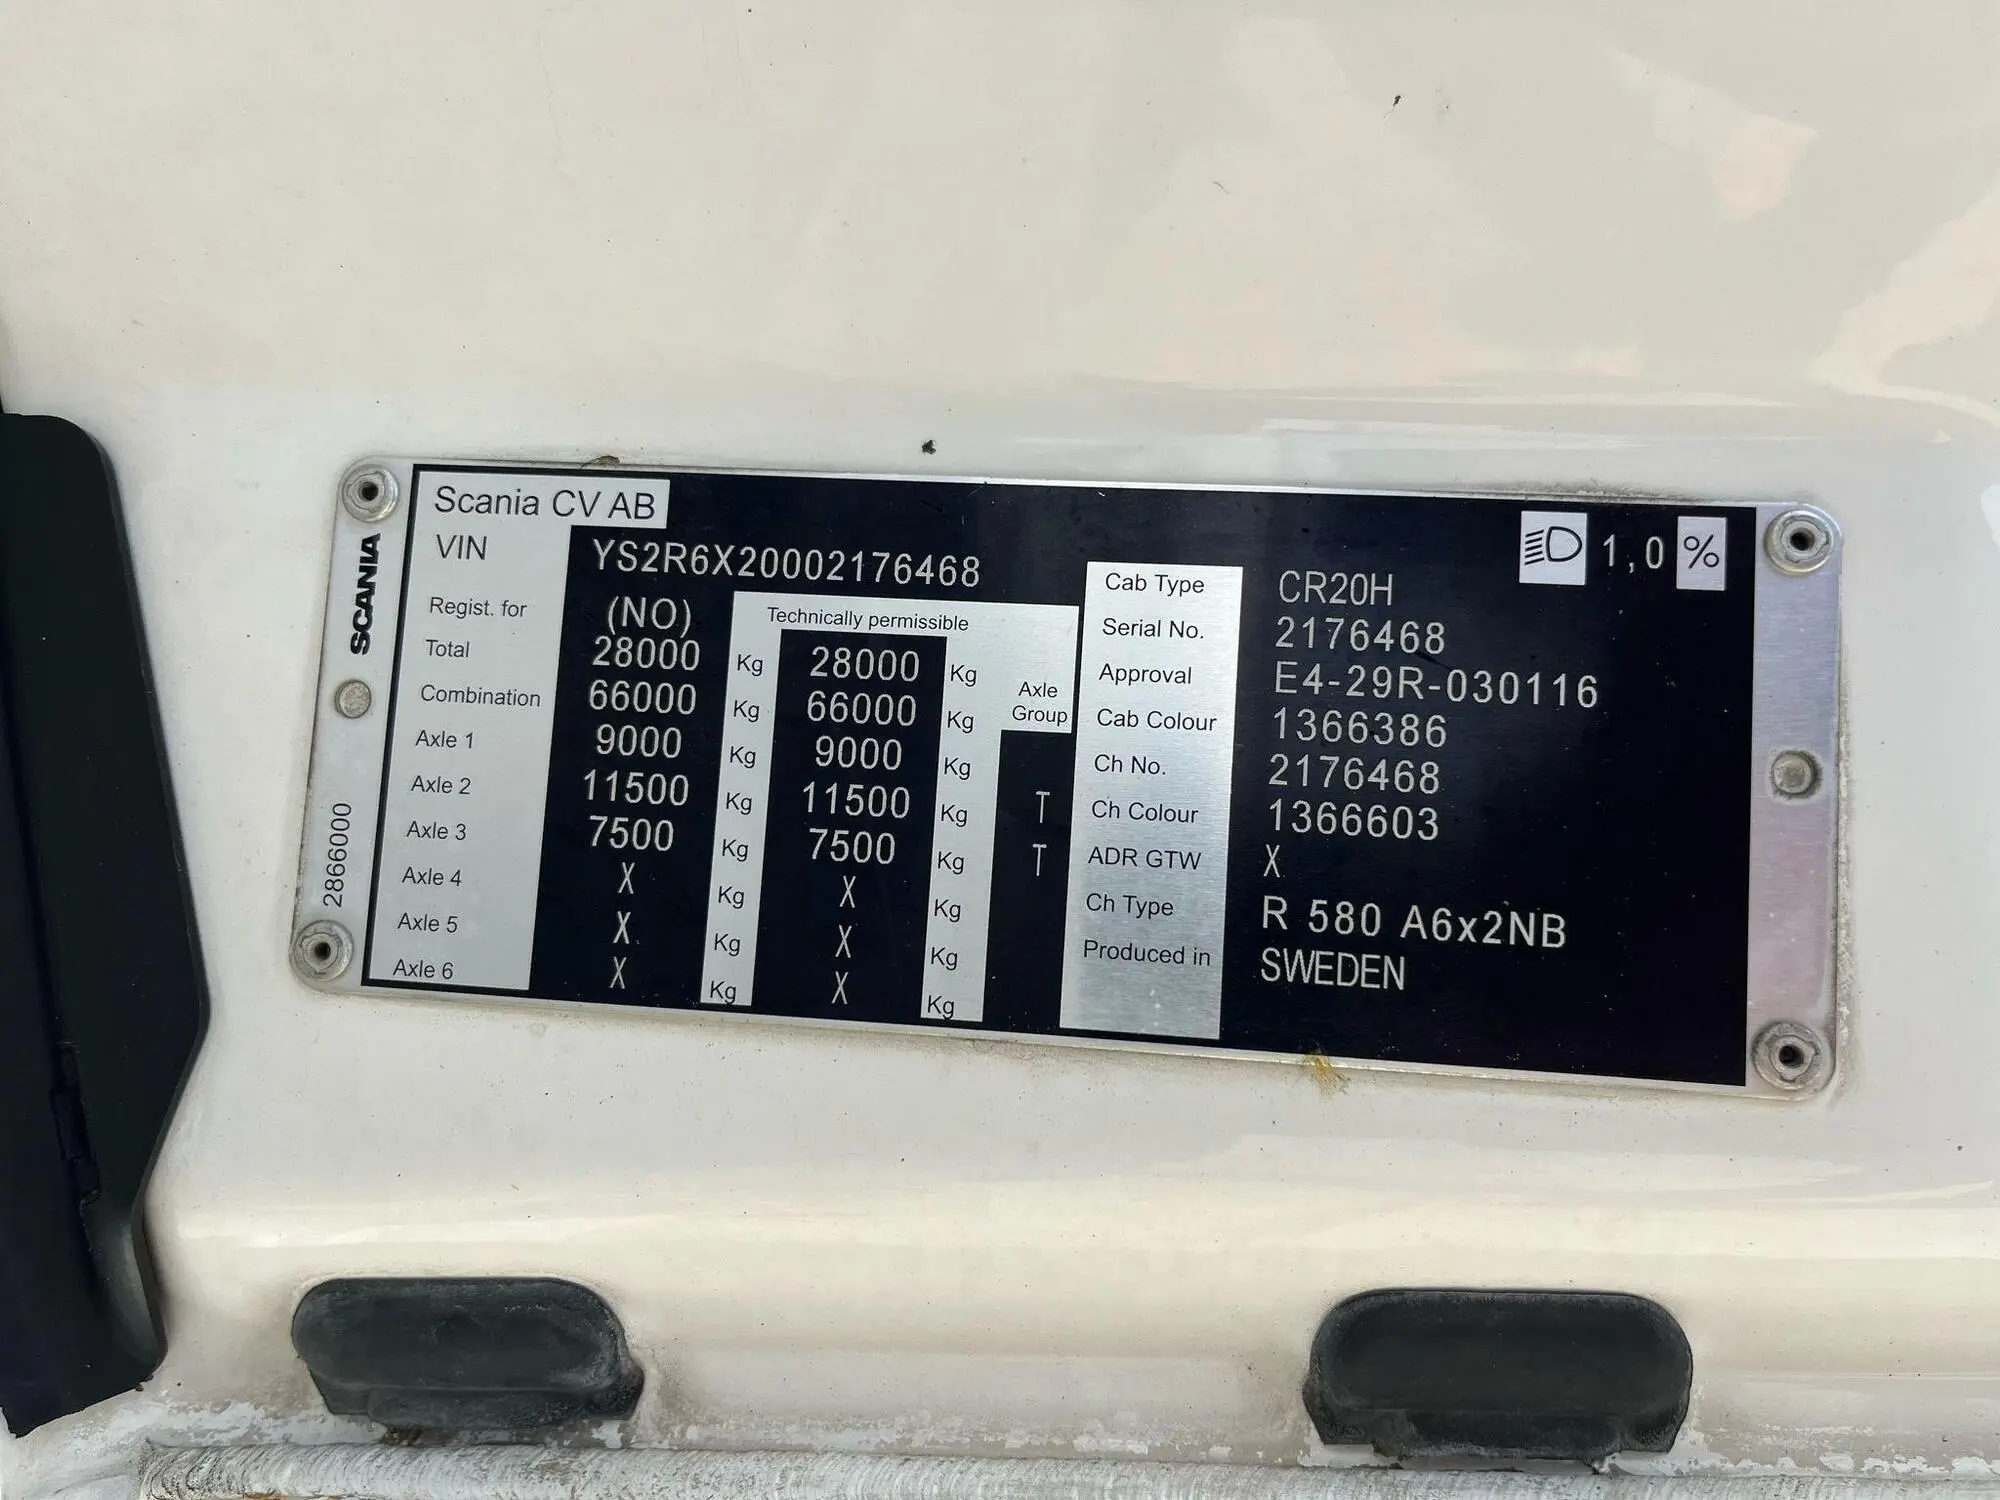 Scania CV AB
VIN YS2R6X20002176468
Regist. for (NO) Technically permissible
Total 28000 Kg 28000 Kg
Combination 66000 Kg 66000 Kg Axle Group
Axle 1 9000 Kg 9000 Kg
Axle 2 11500 Kg 11500 Kg T
Axle 3 7500 Kg 7500 Kg T
Axle 4 X Kg X Kg
Axle 5 X Kg X Kg
Axle 6 X Kg X Kg
1,0 %
Cab Type CR20H
Serial No. 2176468
Approval E4-29R-030116
Cab Colour 1366386
Ch No. 2176468
Ch Colour 1366603
ADR GTW X
Ch Type R 580 A6x2NB
Produced in SWEDEN
SCANIA
2866000